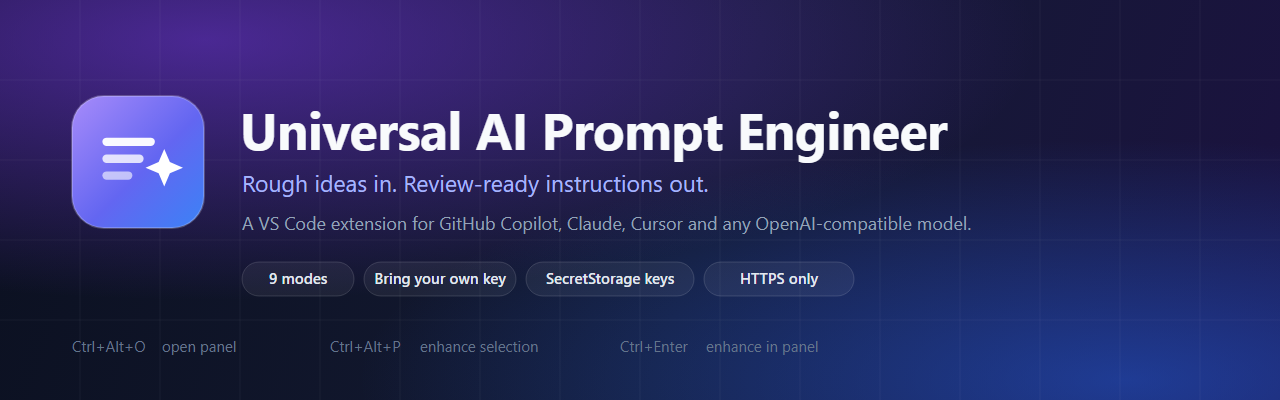 Universal AI Prompt Engineer
Rough ideas in. Review-ready instructions out.
A VS Code extension for GitHub Copilot, Claude, Cursor and any OpenAI-compatible model.
9 modes Bring your own key SecretStorage keys HTTPS only
Ctrl+Alt+O open panel Ctrl+Alt+P enhance selection Ctrl+Enter enhance in panel